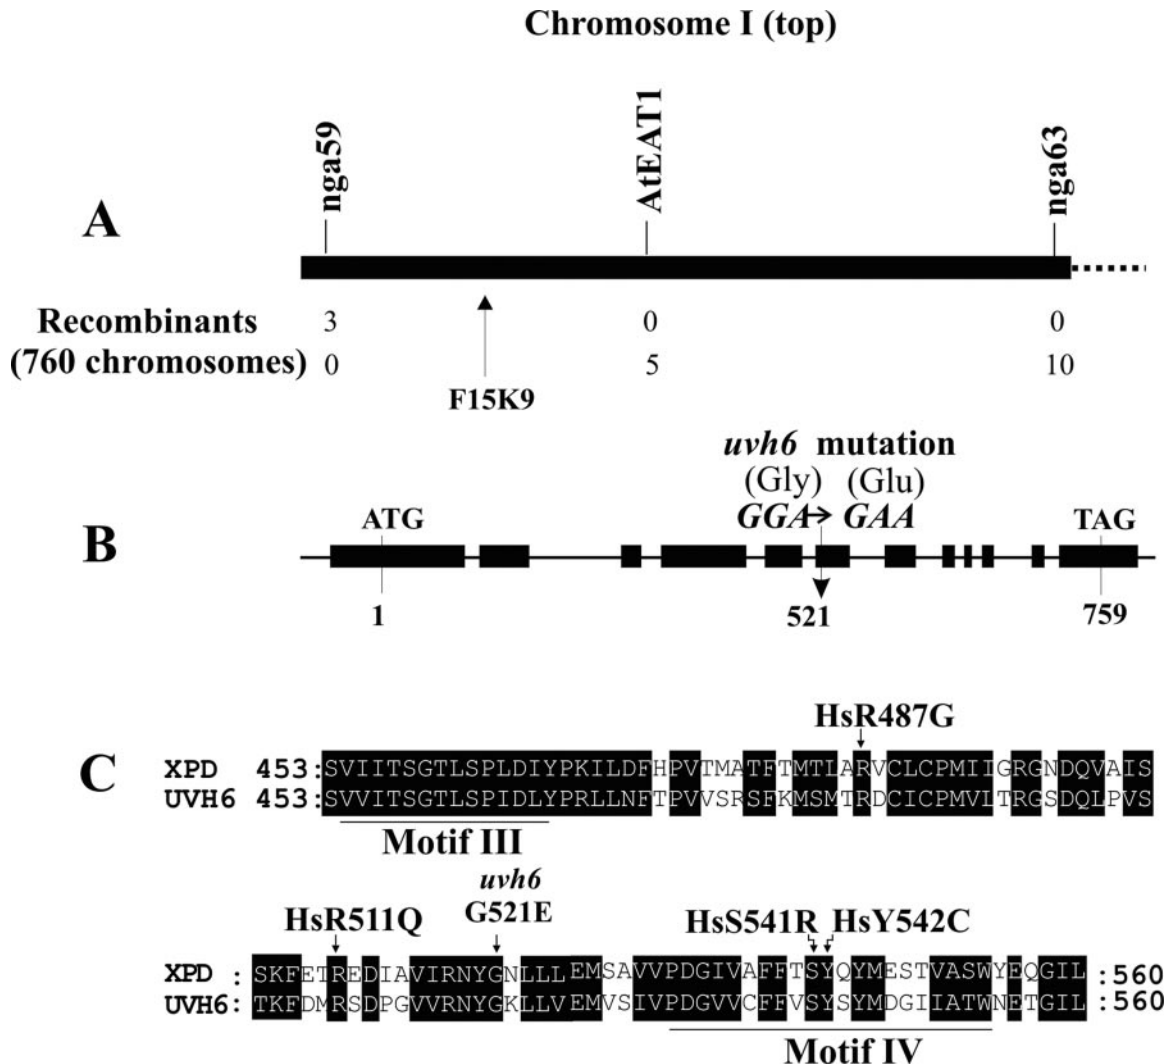 Chromosome I (top)
nga59
AtEAT1
nga63
A
Recombinants 3 0 0
(760 chromosomes) 0 5 10
F15K9
uvh6 mutation
(Gly) (Glu)
GGA→ GAA
B
ATG TAG
1 521 759
HsR487G
C
XPD 453:SVIITSGTLSPLDIYPKILDFHPVTMATFTMTLARVCLCPMIIGRGNDQVAIS
UVH6 453:SVVITSGTLSPIDLYPRLLNFTPVVSRSFKMSMTRDCICPMVLTRGSDQLPVS
Motif III
uvh6
HsR511Q G521E HsS541R HsY542C
XPD : SKFETREDIAVIRNYGNLLLEMSAVVPDGIVAFFTSYQYMESTVASWYEQGIL :560
UVH6 : TKFDMRSDPGVVRNYGKLLVEMVSIVPDGVVCFFVSYSYMDGIIATWNETGIL :560
Motif IV